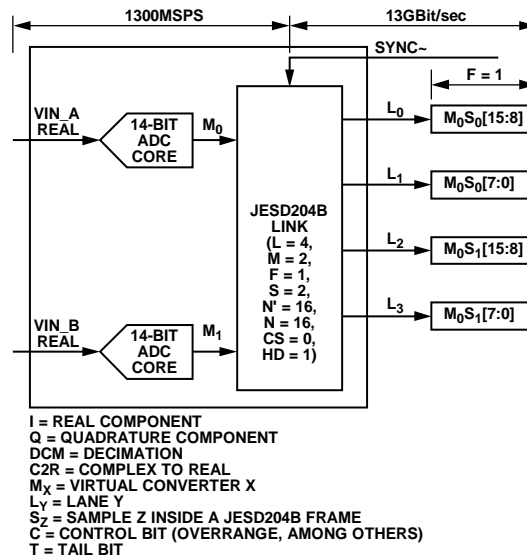 1300MSPS
13GBit/sec
SYNC~
F = 1
VIN_A
REAL
14-BIT
ADC
CORE
M0
L0
M0S0[15:8]
L1
M0S0[7:0]
JESD204B
LINK
(L = 4,
M = 2,
F = 1,
S = 2,
N' = 16,
N = 16,
CS = 0,
HD = 1)
L2
M0S1[15:8]
VIN_B
REAL
14-BIT
ADC
CORE
M1
L3
M0S1[7:0]
I = REAL COMPONENT
Q = QUADRATURE COMPONENT
DCM = DECIMATION
C2R = COMPLEX TO REAL
MX = VIRTUAL CONVERTER X
LY = LANE Y
SZ = SAMPLE Z INSIDE A JESD204B FRAME
C = CONTROL BIT (OVERRANGE, AMONG OTHERS)
T = TAIL BIT